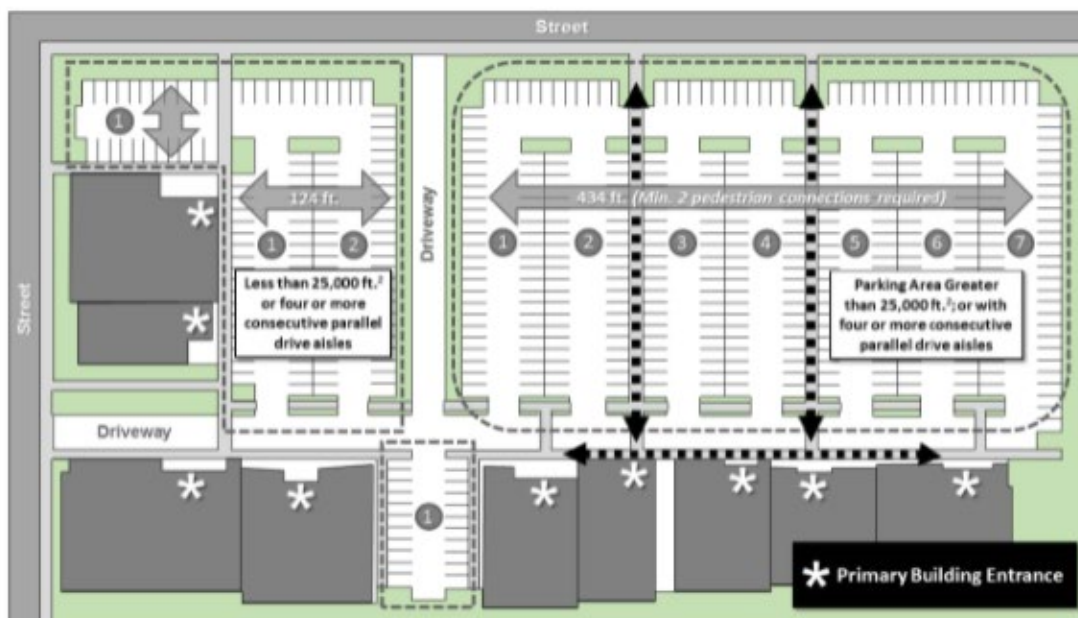 Street
1
124 ft.
434 ft. (Min. 2 pedestrian connections required)
1
2
1
2
3
4
5
6
7
Driveway
Less than 25,000 ft.²
or four or more
consecutive parallel
drive aisles
Parking Area Greater
than 25,000 ft.²; or with
four or more consecutive
parallel drive aisles
Street
Driveway
1
* Primary Building Entrance